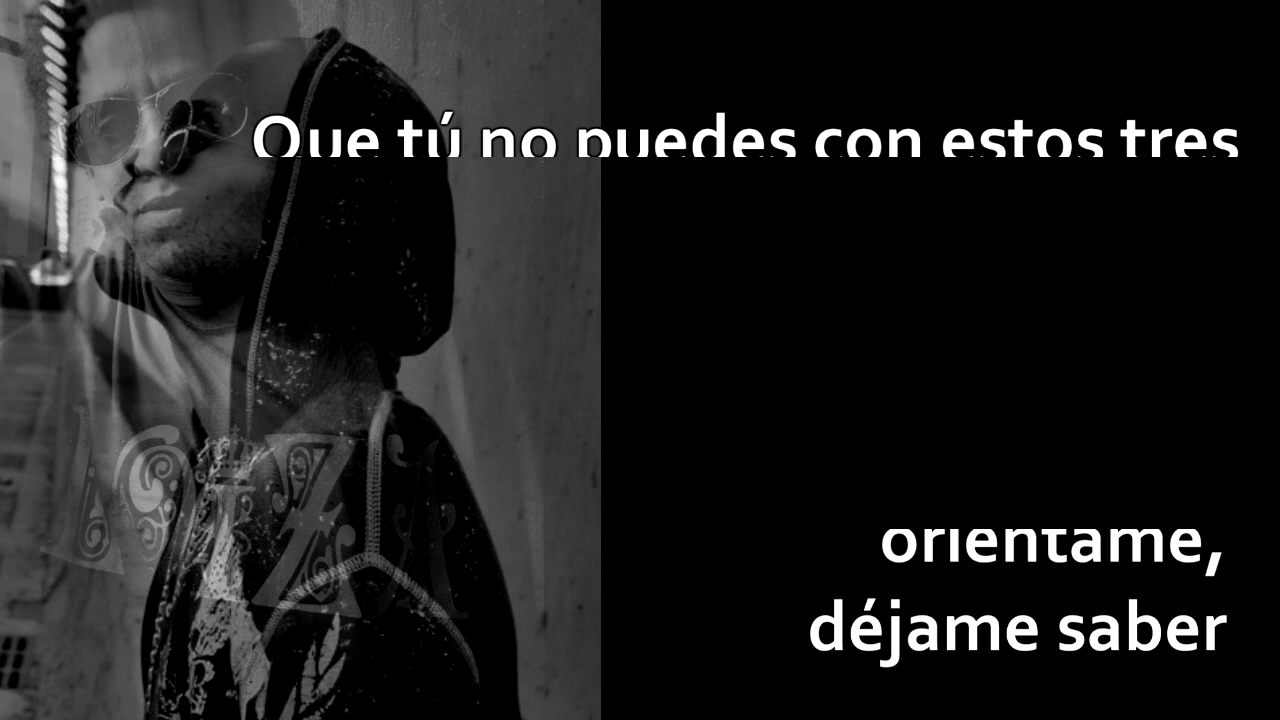 Que tú no puedes con estos tres
orientame,
déjame saber